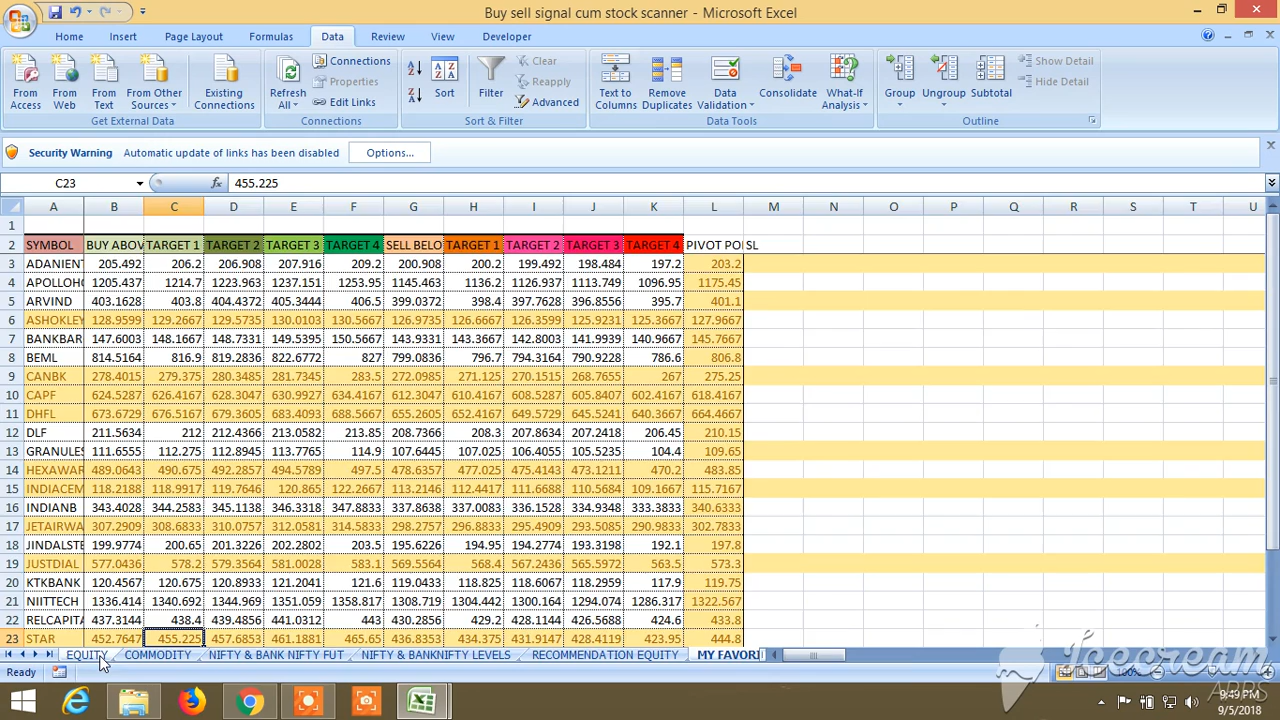 Buy sell signal cum stock scanner - Microsoft Excel
Home Insert Page Layout Formulas Data Review View Developer
From Access From Web From Text From Other Sources Existing Connections Refresh All Connections Properties Edit Links Sort Filter Clear Reapply Advanced Text to Columns Remove Duplicates Data Validation Consolidate What-If Analysis Group Ungroup Subtotal Show Detail Hide Detail
Get External Data Connections Sort & Filter Data Tools Outline
Security Warning Automatic update of links has been disabled Options...
C23 fx 455.225
A B C D E F G H I J K L M N O P Q R S T U
1
2 SYMBOL BUY ABOV TARGET 1 TARGET 2 TARGET 3 TARGET 4 SELL BELO TARGET 1 TARGET 2 TARGET 3 TARGET 4 PIVOT PO SL
3 ADANIENT 205.492 206.2 206.908 207.916 209.2 200.908 200.2 199.492 198.484 197.2 203.2
4 APOLLOH 1205.437 1214.7 1223.963 1237.151 1253.95 1145.463 1136.2 1126.937 1113.749 1096.95 1175.45
5 ARVIND 403.1628 403.8 404.4372 405.3444 406.5 399.0372 398.4 397.7628 396.8556 395.7 401.1
6 ASHOKLEY 128.9599 129.2667 129.5735 130.0103 130.5667 126.9735 126.6667 126.3599 125.9231 125.3667 127.9667
7 BANKBAR 147.6003 148.1667 148.7331 149.5395 150.5667 143.9331 143.3667 142.8003 141.9939 140.9667 145.7667
8 BEML 814.5164 816.9 819.2836 822.6772 827 799.0836 796.7 794.3164 790.9228 786.6 806.8
9 CANBK 278.4015 279.375 280.3485 281.7345 283.5 272.0985 271.125 270.1515 268.7655 267 275.25
10 CAPF 624.5287 626.4167 628.3047 630.9927 634.4167 612.3047 610.4167 608.5287 605.8407 602.4167 618.4167
11 DHFL 673.6729 676.5167 679.3605 683.4093 688.5667 655.2605 652.4167 649.5729 645.5241 640.3667 664.4667
12 DLF 211.5634 212 212.4366 213.0582 213.85 208.7366 208.3 207.8634 207.2418 206.45 210.15
13 GRANULES 111.6555 112.275 112.8945 113.7765 114.9 107.6445 107.025 106.4055 105.5235 104.4 109.65
14 HEXAWAR 489.0643 490.675 492.2857 494.5789 497.5 478.6357 477.025 475.4143 473.1211 470.2 483.85
15 INDIACEM 118.2188 118.9917 119.7646 120.865 122.2667 113.2146 112.4417 111.6688 110.5684 109.1667 115.7167
16 INDIANB 343.4028 344.2583 345.1138 346.3318 347.8833 337.8638 337.0083 336.1528 334.9348 333.3833 340.6333
17 JETAIRWA 307.2909 308.6833 310.0757 312.0581 314.5833 298.2757 296.8833 295.4909 293.5085 290.9833 302.7833
18 JINDALSTE 199.9774 200.65 201.3226 202.2802 203.5 195.6226 194.95 194.2774 193.3198 192.1 197.8
19 JUSTDIAL 577.0436 578.2 579.3564 581.0028 583.1 569.5564 568.4 567.2436 565.5972 563.5 573.3
20 KTKBANK 120.4567 120.675 120.8933 121.2041 121.6 119.0433 118.825 118.6067 118.2959 117.9 119.75
21 NIITTECH 1336.414 1340.692 1344.969 1351.059 1358.817 1308.719 1304.442 1300.164 1294.074 1286.317 1322.567
22 RELCAPITA 437.3144 438.4 439.4856 441.0312 443 430.2856 429.2 428.1144 426.5688 424.6 433.8
23 STAR 452.7647 455.225 457.6853 461.1881 465.65 436.8353 434.375 431.9147 428.4119 423.95 444.8
EQUITY COMMODITY NIFTY & BANK NIFTY FUT NIFTY & BANKNIFTY LEVELS RECOMMENDATION EQUITY MY FAVORI
Ready 100%
Icecream
APPS
9:49 PM
9/5/2018